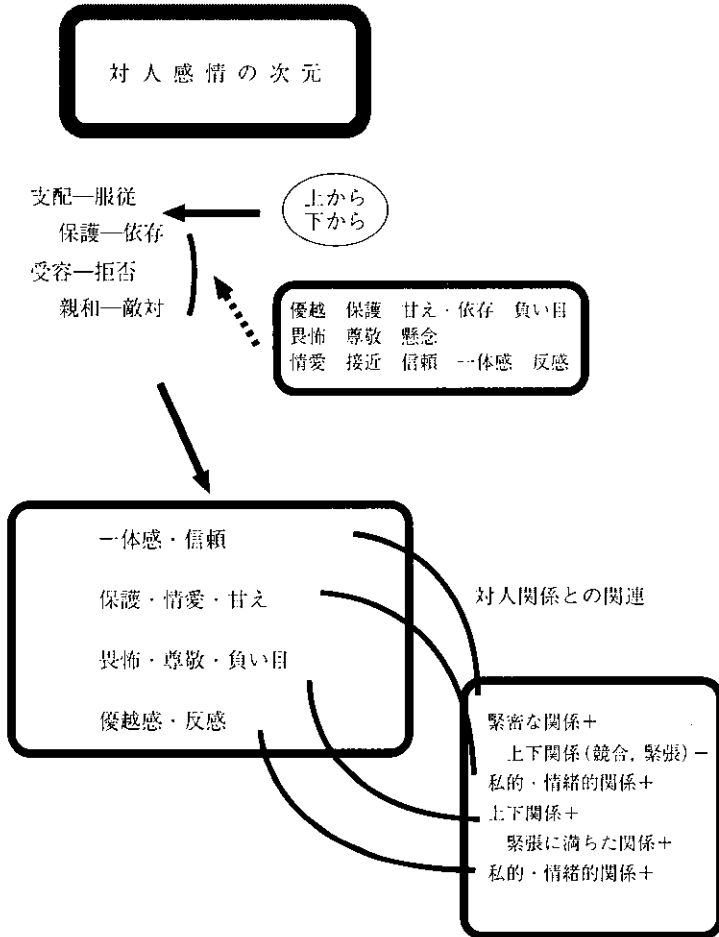 対人感情の次元
支配―服従
保護―依存
受容―拒否
親和―敵対
上から
下から
優越 保護 甘え・依存 負い目
畏怖 尊敬 懸念
情愛 接近 信頼 一体感 反感
一体感・信頼
保護・情愛・甘え
畏怖・尊敬・負い目
優越感・反感
対人関係との関連
緊密な関係＋
上下関係(競合，緊張)－
私的・情緒的関係＋
上下関係＋
緊張に満ちた関係＋
私的・情緒的関係＋